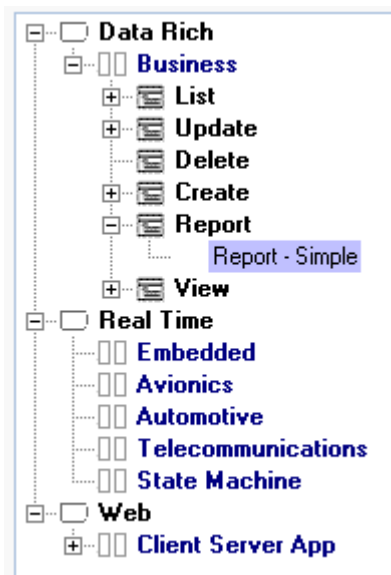 Data Rich
Business
List
Update
Delete
Create
Report
Report - Simple
View
Real Time
Embedded
Avionics
Automotive
Telecommunications
State Machine
Web
Client Server App